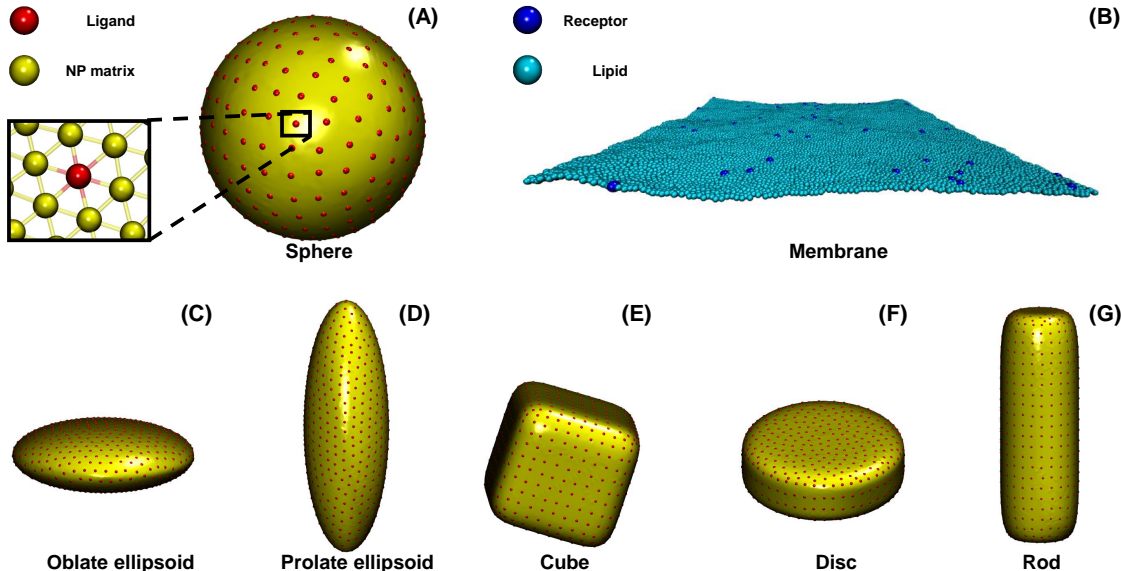 Ligand
(A)
Receptor
(B)
NP matrix
Lipid
Sphere
Membrane
(C)
(D)
(E)
(F)
(G)
Oblate ellipsoid
Prolate ellipsoid
Cube
Disc
Rod